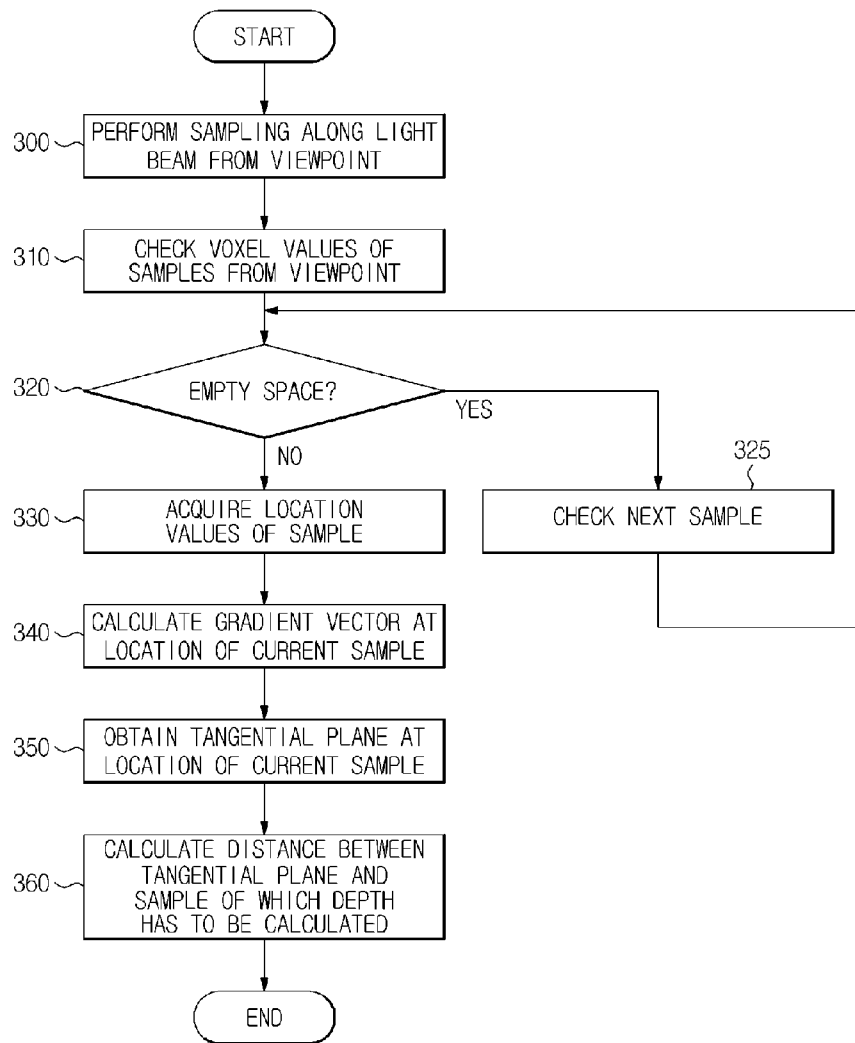 START
300
PERFORM SAMPLING ALONG LIGHT
BEAM FROM VIEWPOINT
310
CHECK VOXEL VALUES OF
SAMPLES FROM VIEWPOINT
320
EMPTY SPACE?
YES
NO
325
CHECK NEXT SAMPLE
330
ACQUIRE LOCATION
VALUES OF SAMPLE
340
CALCULATE GRADIENT VECTOR AT
LOCATION OF CURRENT SAMPLE
350
OBTAIN TANGENTIAL PLANE AT
LOCATION OF CURRENT SAMPLE
360
CALCULATE DISTANCE BETWEEN
TANGENTIAL PLANE AND
SAMPLE OF WHICH DEPTH
HAS TO BE CALCULATED
END